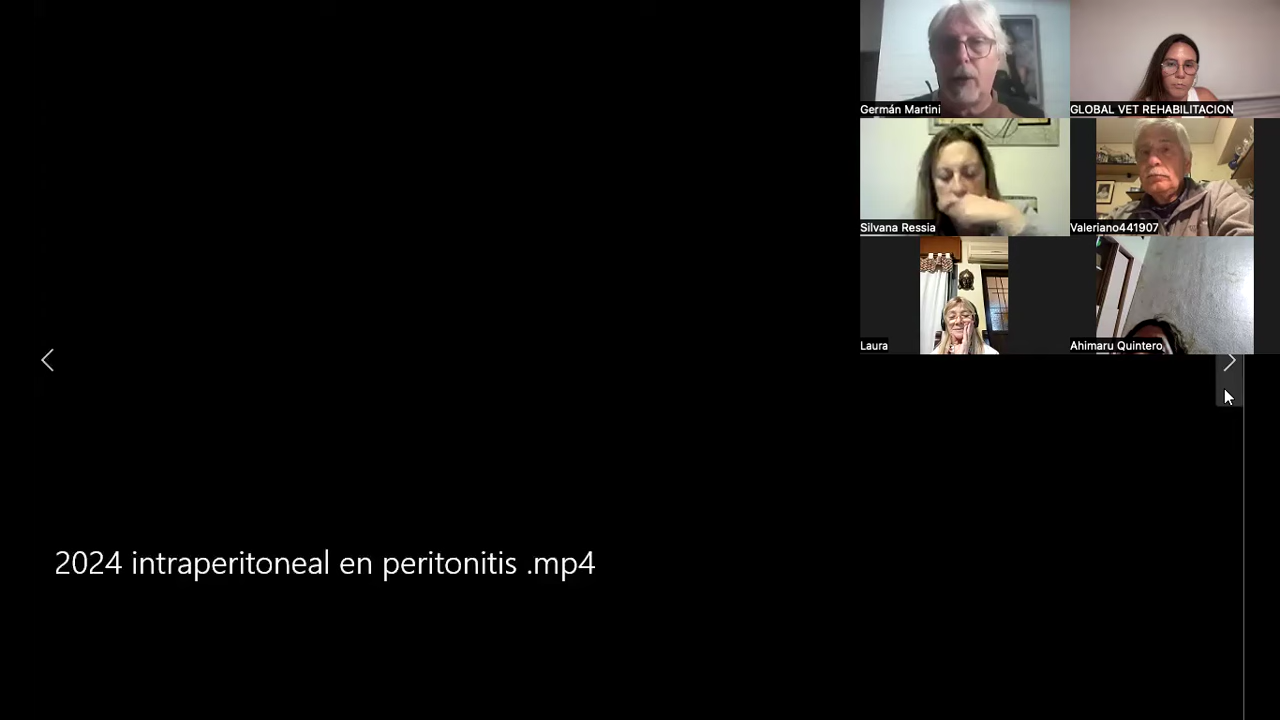 Germán Martini
GLOBAL VET REHABILITACION
Silvana Ressia
Valeriano441907
Laura
Ahimaru Quintero
2024 intraperitoneal en peritonitis .mp4